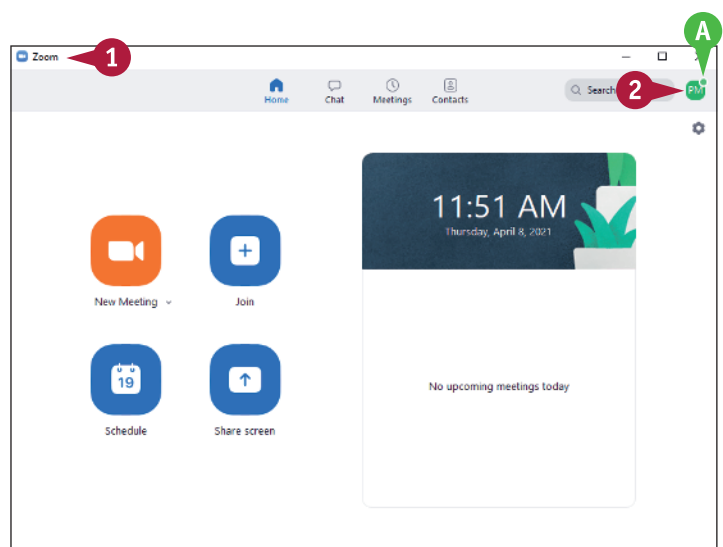 A
Zoom
1
Home
Chat
Meetings
Contacts
Search
2
PM
11:51 AM
Thursday, April 8, 2021
New Meeting
Join
19
Schedule
Share screen
No upcoming meetings today